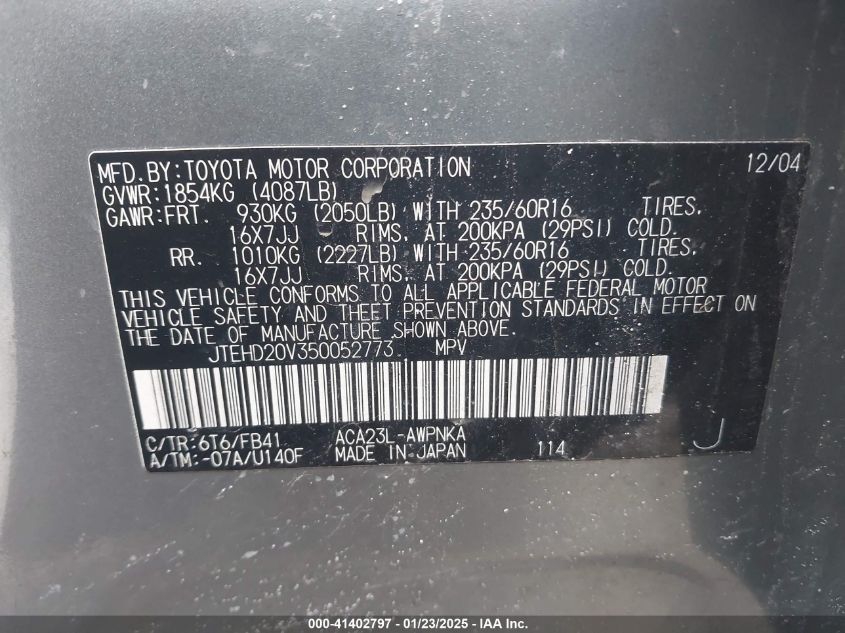 MFD.BY:TOYOTA MOTOR CORPORATION 12/04
GVWR:1854KG (4087LB)
GAWR:FRT. 930KG (2050LB) WITH 235/60R16 TIRES.
16X7JJ RIMS. AT 200KPA (29PSI) COLD.
RR. 1010KG (2227LB) WITH 235/60R16 TIRES.
16X7JJ RIMS. AT 200KPA (29PSI) COLD.
THIS VEHICLE CONFORMS TO ALL APPLICABLE FEDERAL MOTOR
VEHICLE SAFETY AND THEFT PREVENTION STANDARDS IN EFFECT ON
THE DATE OF MANUFACTURE SHOWN ABOVE.
JTEHD20V350052773 MPV
C/TR:6T6/FB41 ACA23L-AWPNKA J
A/TM:-07A/U140F MADE IN JAPAN 114
000-41402797 - 01/23/2025 - IAA Inc.